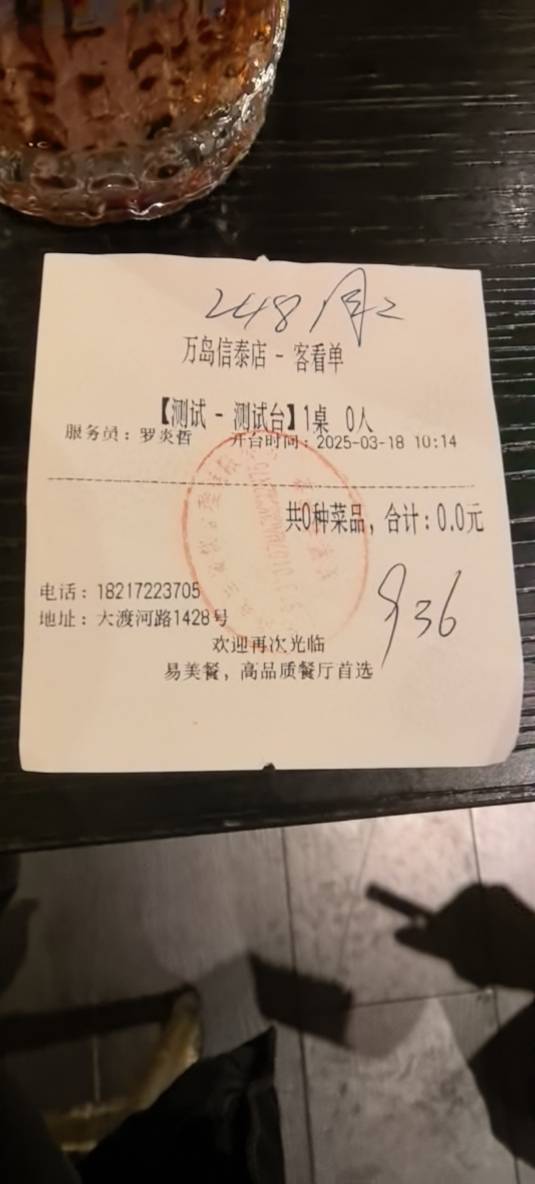 248 周2
万岛信泰店 - 客看单
【测试 - 测试台】1桌 0人
服务员：罗炎哲 开台时间：2025-03-18 10:14
共0种菜品，合计：0.0元
电话：18217223705
936
地址：大渡河路1428号
欢迎再次光临
易美餐，高品质餐厅首选